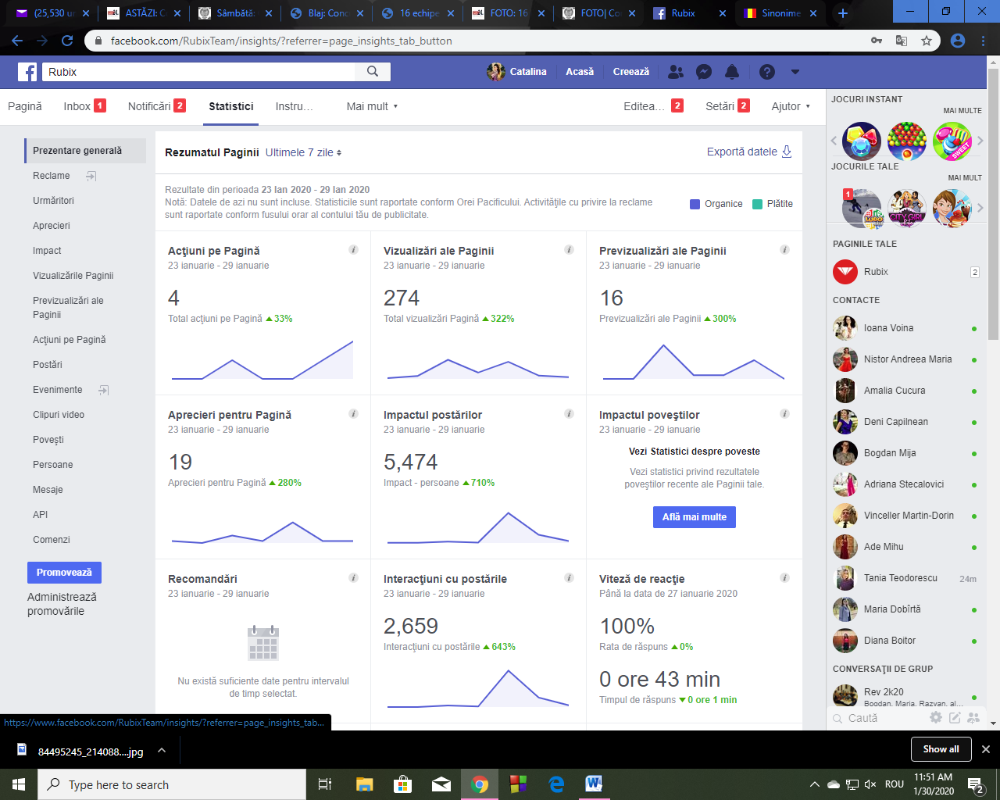 (25,530 un
ASTĂZI: C
Sâmbătă:
Blaj: Conc
16 echipe
FOTO: 16
FOTO| Co
Rubix
Sinonime
facebook.com/RubixTeam/insights/?referrer=page_insights_tab_button
Rubix
Catalina
Acasă
Creează
Pagină
Inbox 1
Notificări 2
Statistici
Instru…
Mai mult
Editea… 2
Setări 2
Ajutor
Prezentare generală
Reclame
Urmăritori
Aprecieri
Impact
Vizualizările Paginii
Previzualizări ale
Paginii
Acţiuni pe Pagină
Postări
Evenimente
Clipuri video
Poveşti
Persoane
Mesaje
API
Comenzi
Promovează
Administrează
promovările
Rezumatul Paginii Ultimele 7 zile
Exportă datele
Rezultate din perioada 23 Ian 2020 - 29 Ian 2020
Notă: Datele de azi nu sunt incluse. Statisticile sunt raportate conform Orei Pacificului. Activităţile cu privire la reclame
sunt raportate conform fusului orar al contului tău de publicitate.
Organice Plătite
Acţiuni pe Pagină
23 ianuarie - 29 ianuarie
4
Total acţiuni pe Pagină 33%
Vizualizări ale Paginii
23 ianuarie - 29 ianuarie
274
Total vizualizări Pagină 322%
Previzualizări ale Paginii
23 ianuarie - 29 ianuarie
16
Previzualizări ale Paginii 300%
Aprecieri pentru Pagină
23 ianuarie - 29 ianuarie
19
Aprecieri pentru Pagină 280%
Impactul postărilor
23 ianuarie - 29 ianuarie
5,474
Impact - persoane 710%
Impactul poveştilor
23 ianuarie - 29 ianuarie
Vezi Statistici despre poveste
Vezi statistici privind rezultatele
poveştilor recente ale Paginii tale.
Află mai multe
Recomandări
23 ianuarie - 29 ianuarie
Nu există suficiente date pentru intervalul
de timp selectat.
Interacţiuni cu postările
23 ianuarie - 29 ianuarie
2,659
Interacţiuni cu postările 643%
Viteză de reacţie
Până la data de 27 ianuarie 2020
100%
Rata de răspuns 0%
0 ore 43 min
Timpul de răspuns 0 ore 1 min
JOCURI INSTANT
MAI MULTE
SWEET
JOCURILE TALE
MAI MULT
1
CITY GIRL
PAGINILE TALE
Rubix 2
CONTACTE
Ioana Voina
Nistor Andreea Maria
Amalia Cucura
Deni Capilnean
Bogdan Mija
Adriana Stecalovici
Vinceller Martin-Dorin
Ade Mihu
Tania Teodorescu 24m
Maria Dobîrtă
Diana Boitor
CONVERSAŢII DE GRUP
Rev 2k20
Bogdan, Maria, Razvan, al...
Caută
https://www.facebook.com/RubixTeam/insights/?referrer=page_insights_tab...
84495245_214088....jpg
Show all
Type here to search
ROU
11:51 AM
1/30/2020
2